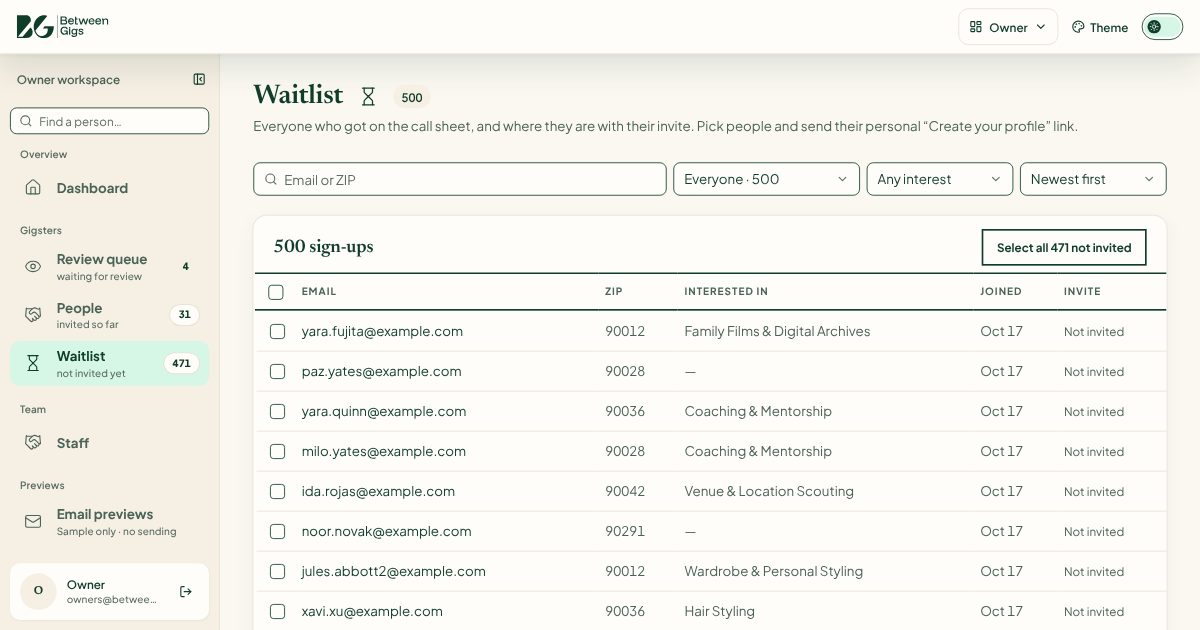 BG Between Gigs
Owner
Theme
Owner workspace
Find a person…
Overview
Dashboard
Gigsters
Review queue
waiting for review
4
People
invited so far
31
Waitlist
not invited yet
471
Team
Staff
Previews
Email previews
Sample only · no sending
O
Owner
owners@betwee…
Waitlist 500
Everyone who got on the call sheet, and where they are with their invite. Pick people and send their personal “Create your profile” link.
Email or ZIP
Everyone · 500
Any interest
Newest first
500 sign-ups
Select all 471 not invited
EMAIL ZIP INTERESTED IN JOINED INVITE
yara.fujita@example.com 90012 Family Films & Digital Archives Oct 17 Not invited
paz.yates@example.com 90028 — Oct 17 Not invited
yara.quinn@example.com 90036 Coaching & Mentorship Oct 17 Not invited
milo.yates@example.com 90028 Coaching & Mentorship Oct 17 Not invited
ida.rojas@example.com 90042 Venue & Location Scouting Oct 17 Not invited
noor.novak@example.com 90291 — Oct 17 Not invited
jules.abbott2@example.com 90012 Wardrobe & Personal Styling Oct 17 Not invited
xavi.xu@example.com 90036 Hair Styling Oct 17 Not invited